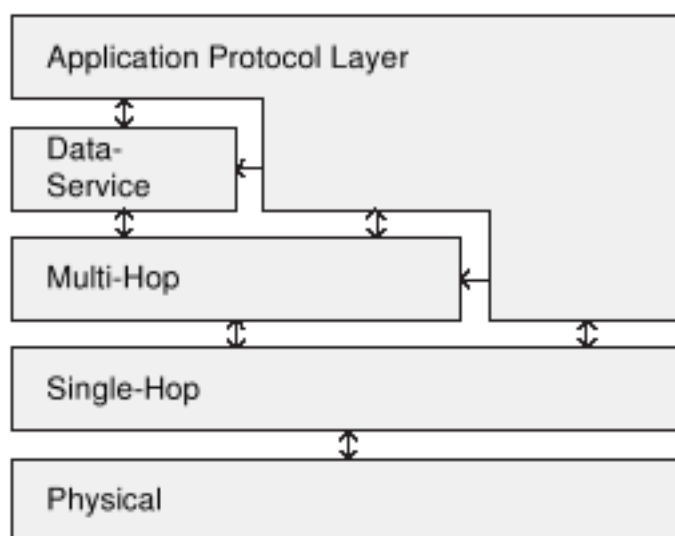 Application Protocol Layer
Data-
Service
Multi-Hop
Single-Hop
Physical